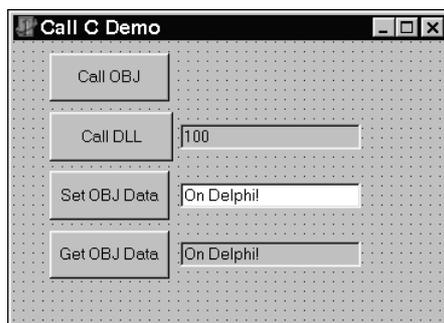 Call C Demo
Call OBJ
Call DLL 100
Set OBJ Data On Delphi!
Get OBJ Data On Delphi!